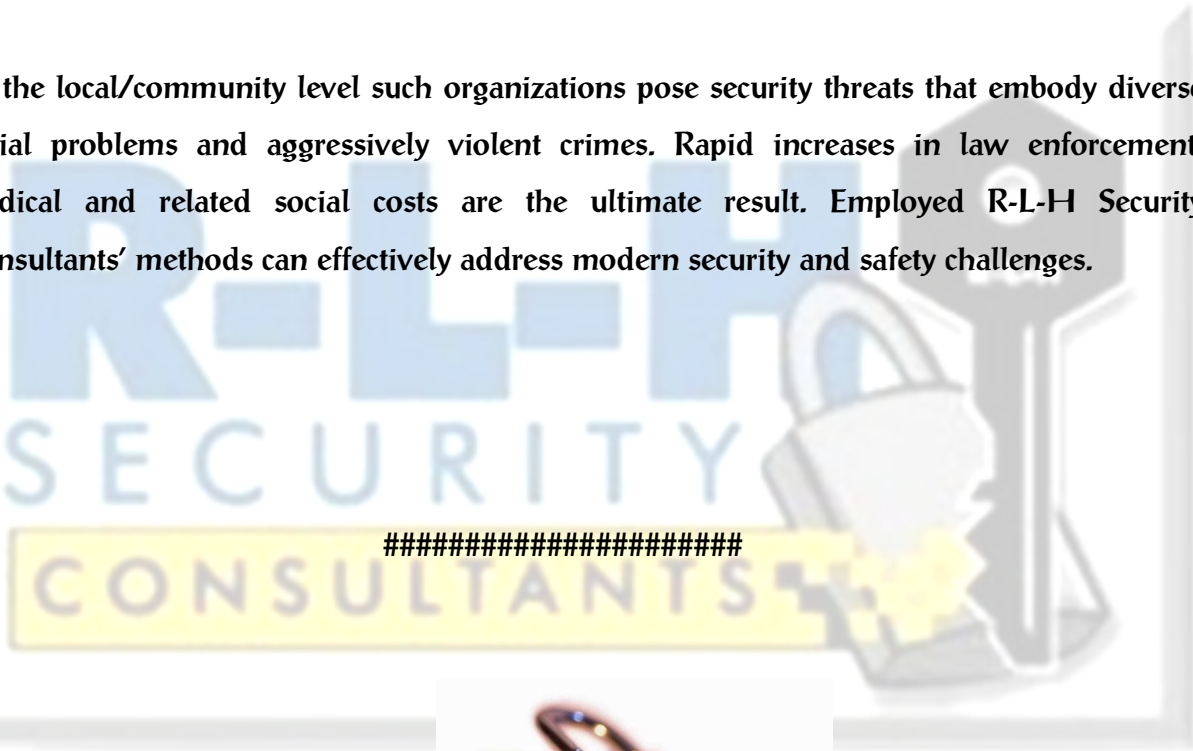 the local/community level such organizations pose security threats that embody diverse
ial problems and aggressively violent crimes. Rapid increases in law enforcement
dical and related social costs are the ultimate result. Employed R-L-H Security
nsultants' methods can effectively address modern security and safety challenges.
R-L-H
SECURITY
######################
CONSULTANTS